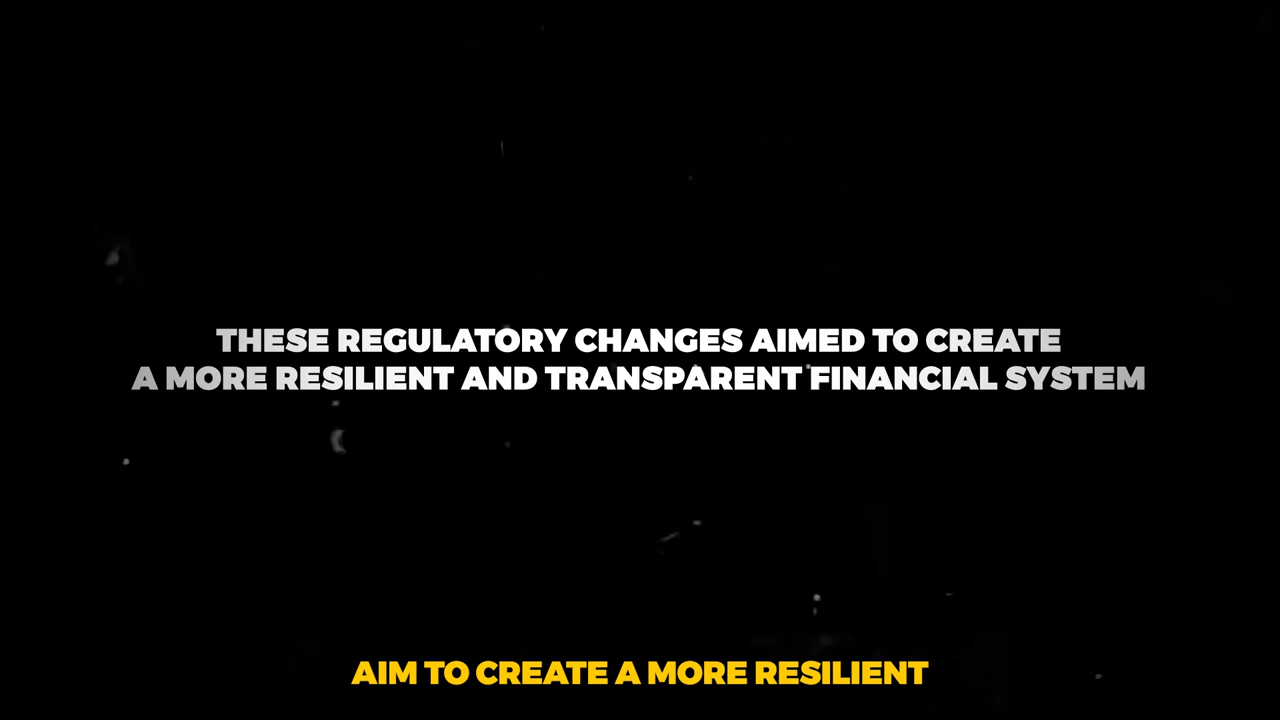 THESE REGULATORY CHANGES AIMED TO CREATE
A MORE RESILIENT AND TRANSPARENT FINANCIAL SYSTEM
AIM TO CREATE A MORE RESILIENT